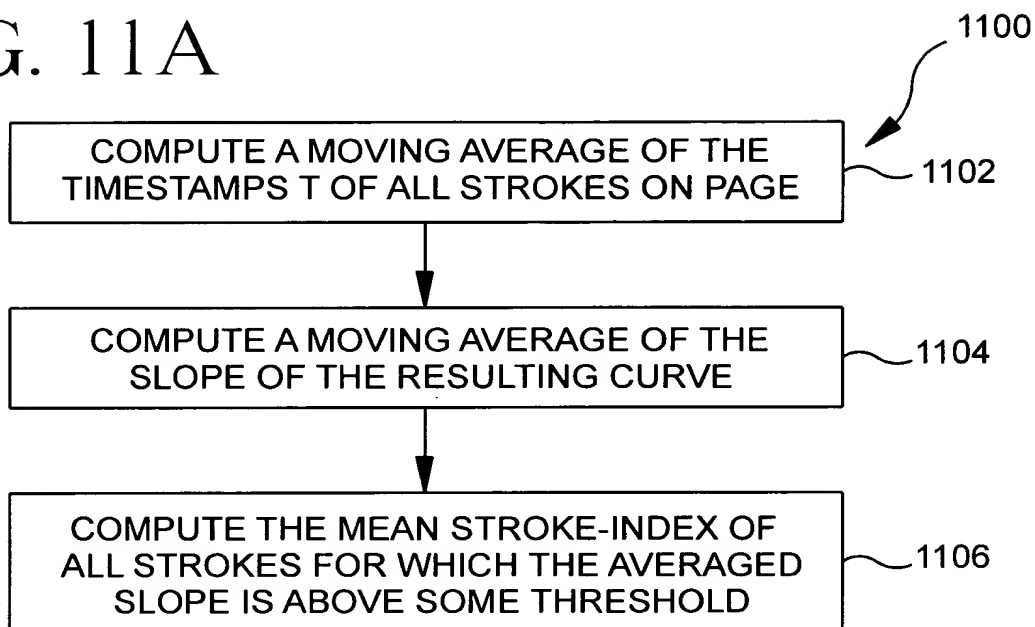 G. 11A
1100
COMPUTE A MOVING AVERAGE OF THE
TIMESTAMPS T OF ALL STROKES ON PAGE
1102
COMPUTE A MOVING AVERAGE OF THE
SLOPE OF THE RESULTING CURVE
1104
COMPUTE THE MEAN STROKE-INDEX OF
ALL STROKES FOR WHICH THE AVERAGED
SLOPE IS ABOVE SOME THRESHOLD
1106